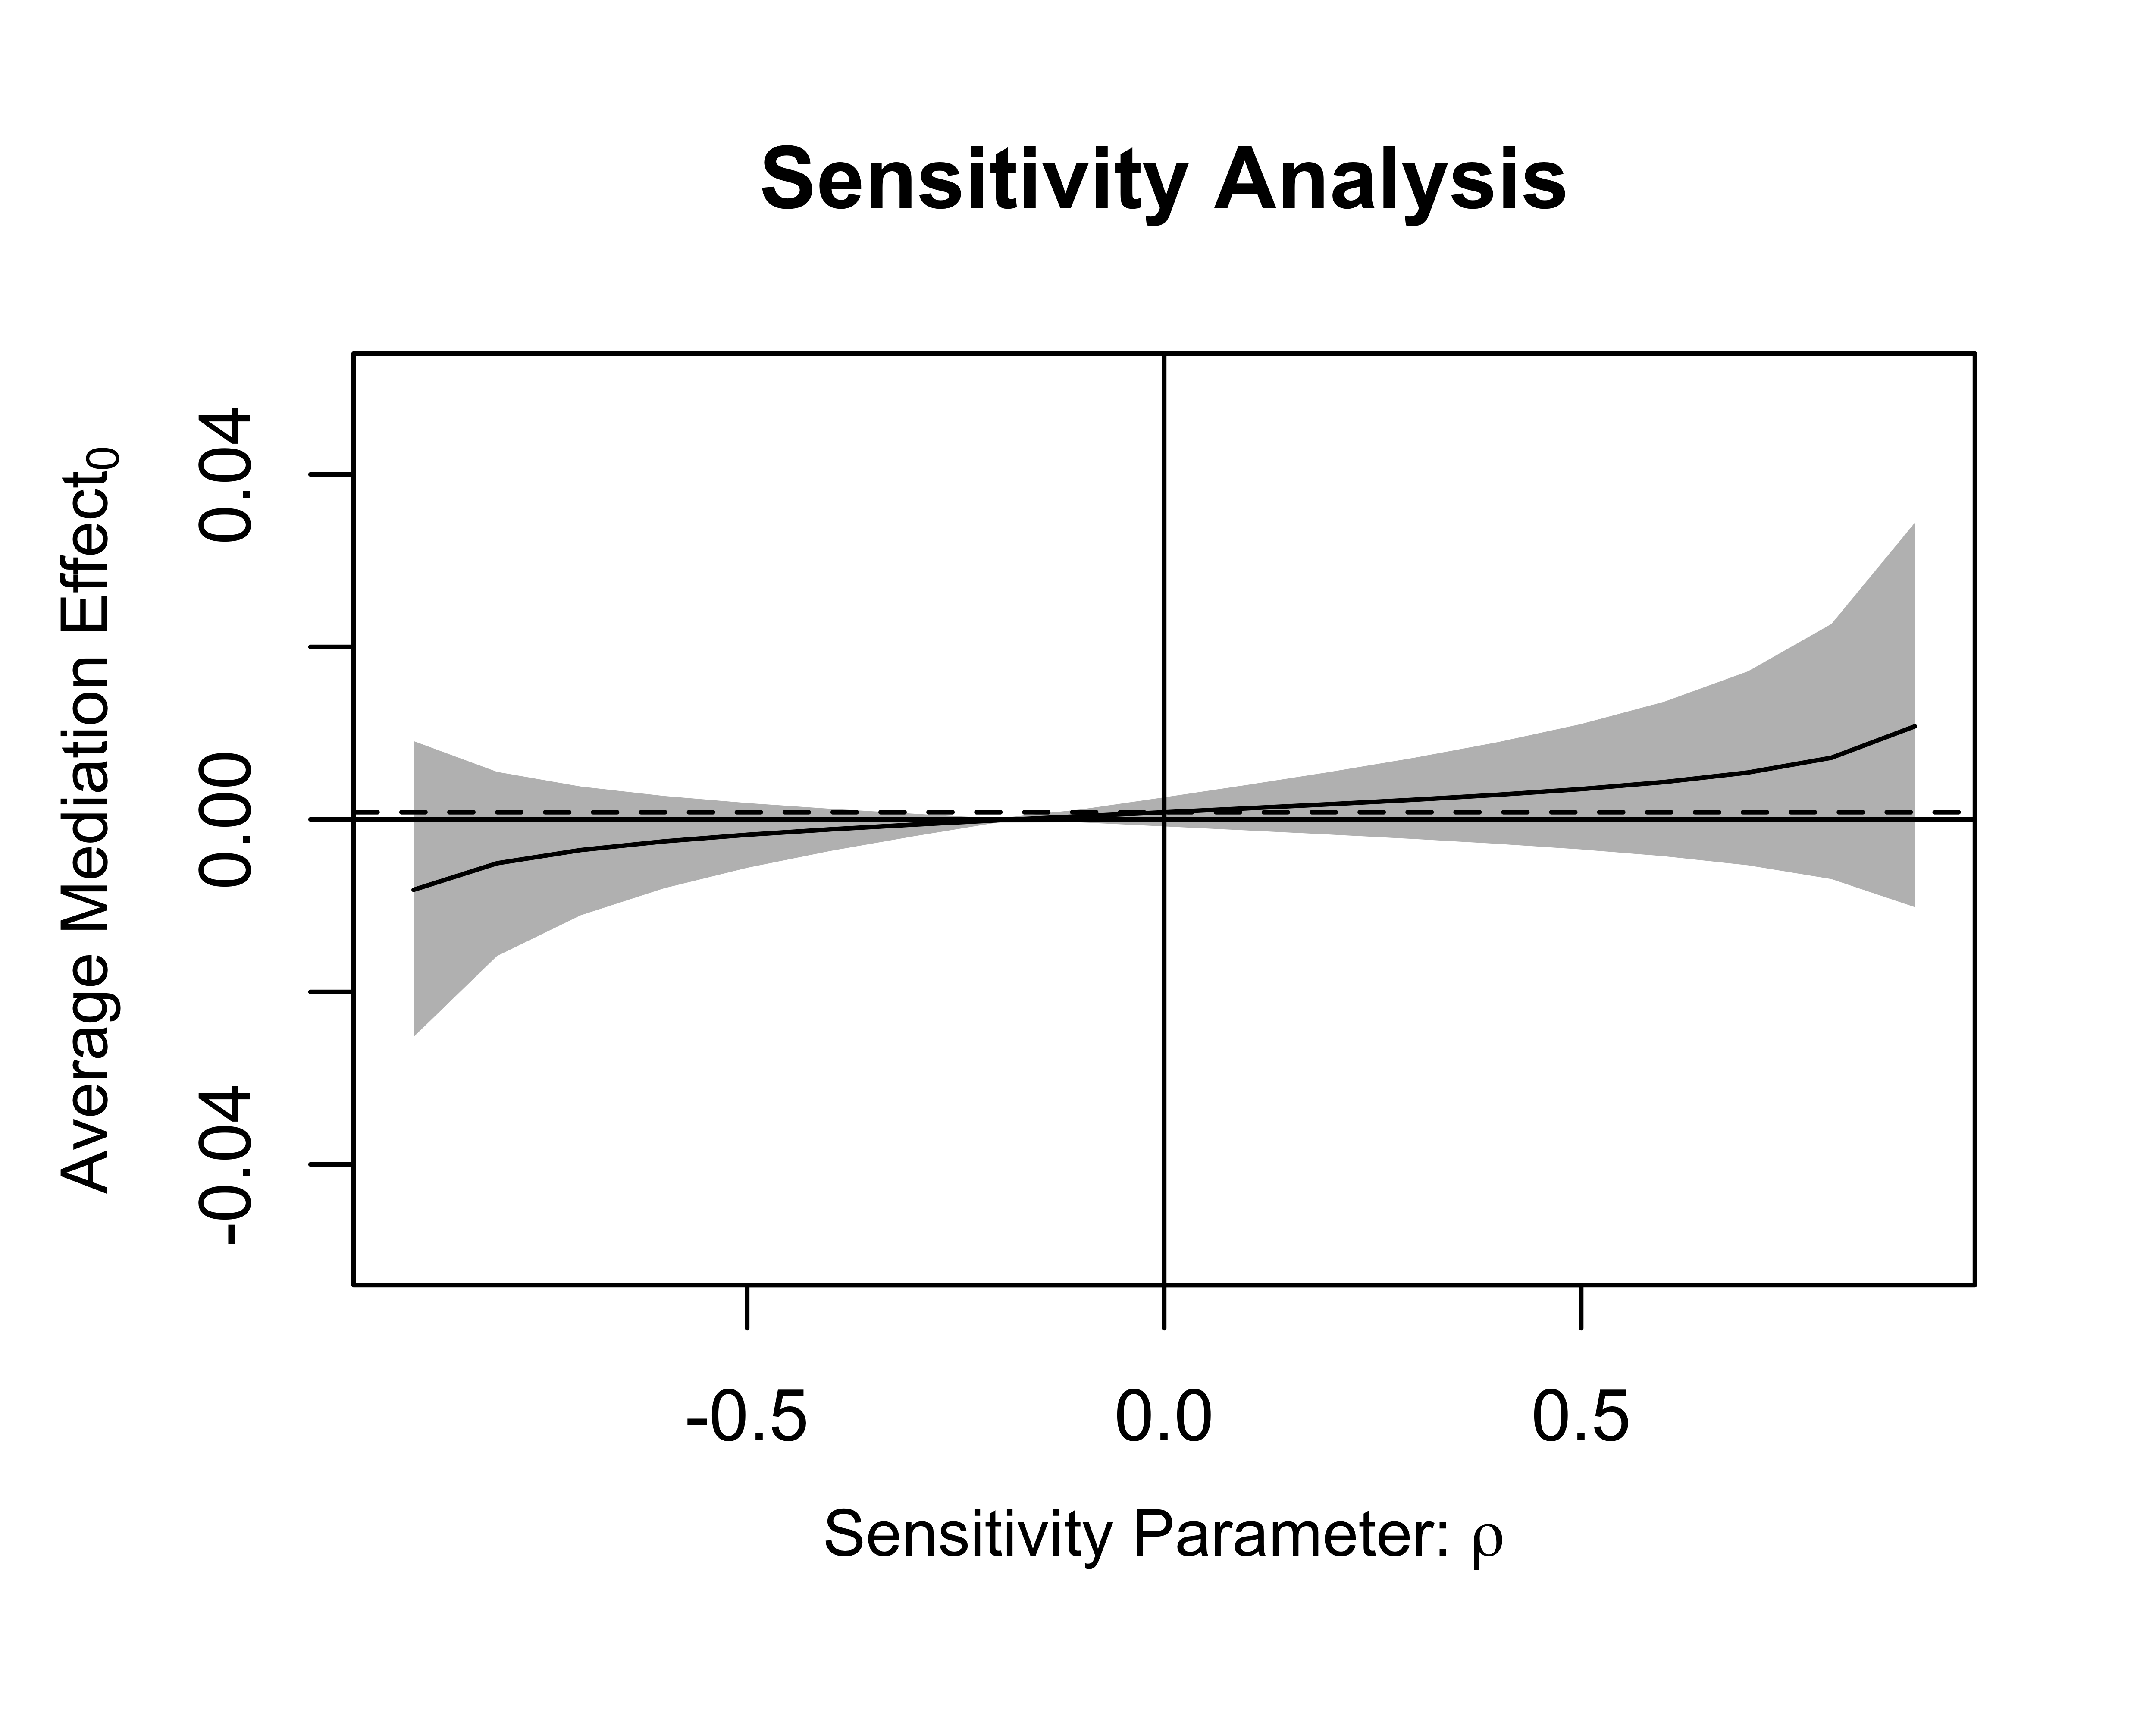 Sensitivity Analysis
Average Mediation Effect₀
0.04
0.00
-0.04
-0.5 0.0 0.5
Sensitivity Parameter: ρ